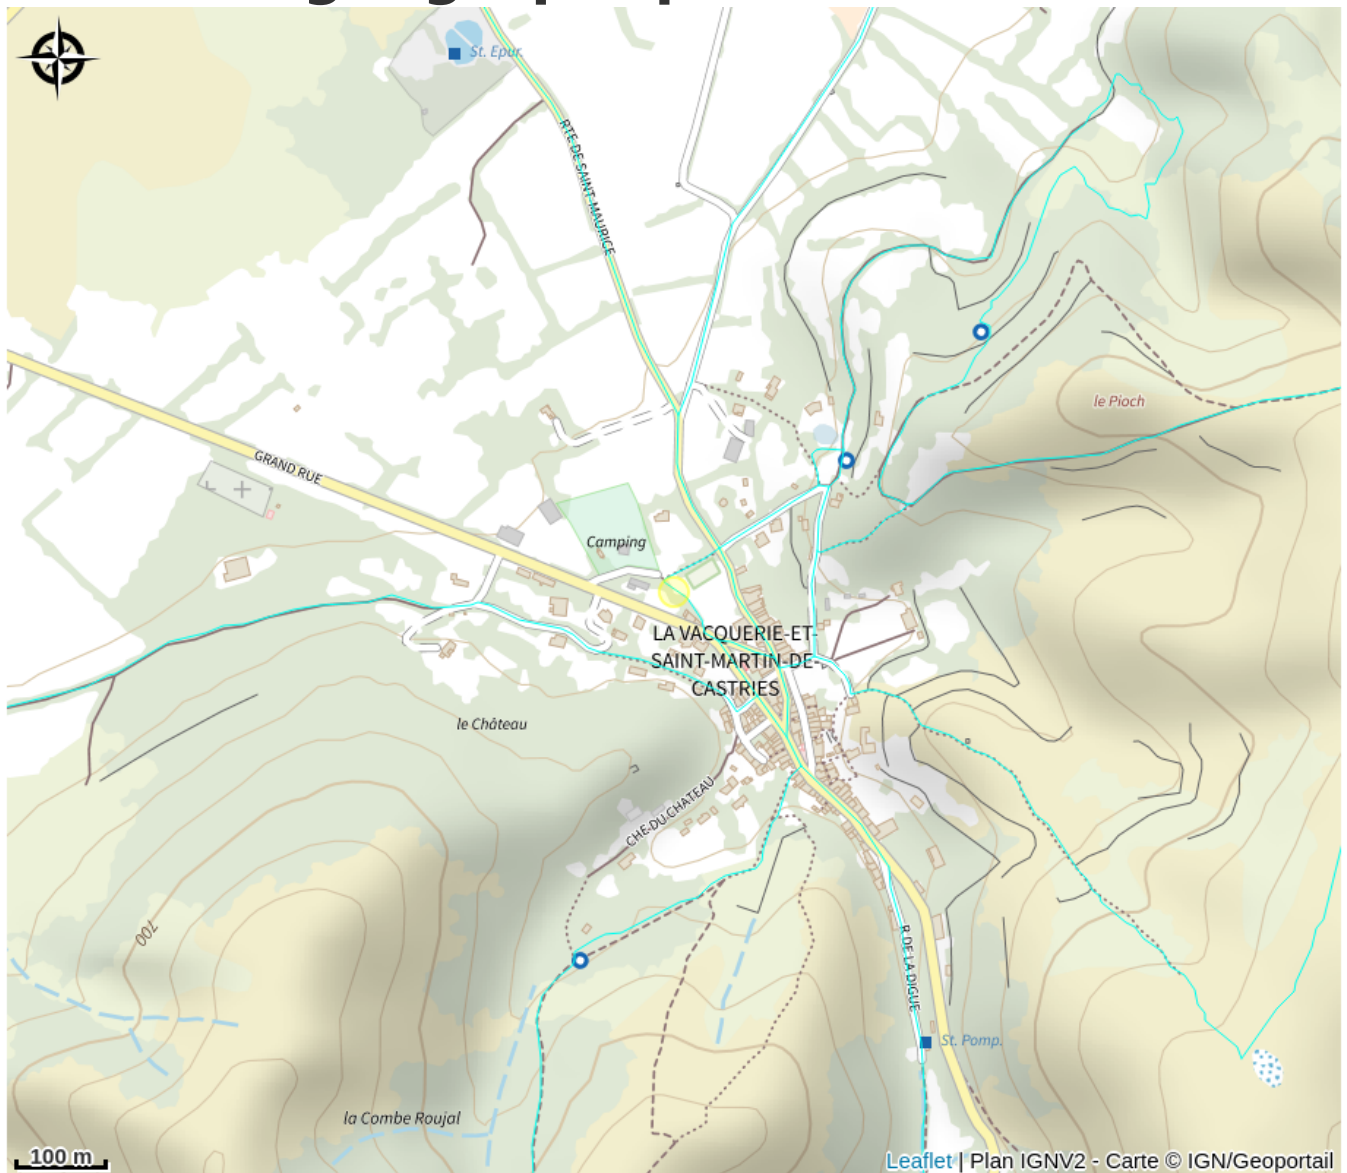 St. Epur.
RTE DE SAINT-MAURICE
le Pioch
GRAND RUE
Camping
LA VACQUERIE-ET-
SAINT-MARTIN-DE-
CASTRIES
le Château
CHE DU CHATEAU
700
R DE LA DIGUE
St. Pomp.
la Combe Roujal
100 m
Leaflet | Plan IGNV2 - Carte © IGN/Geoportail